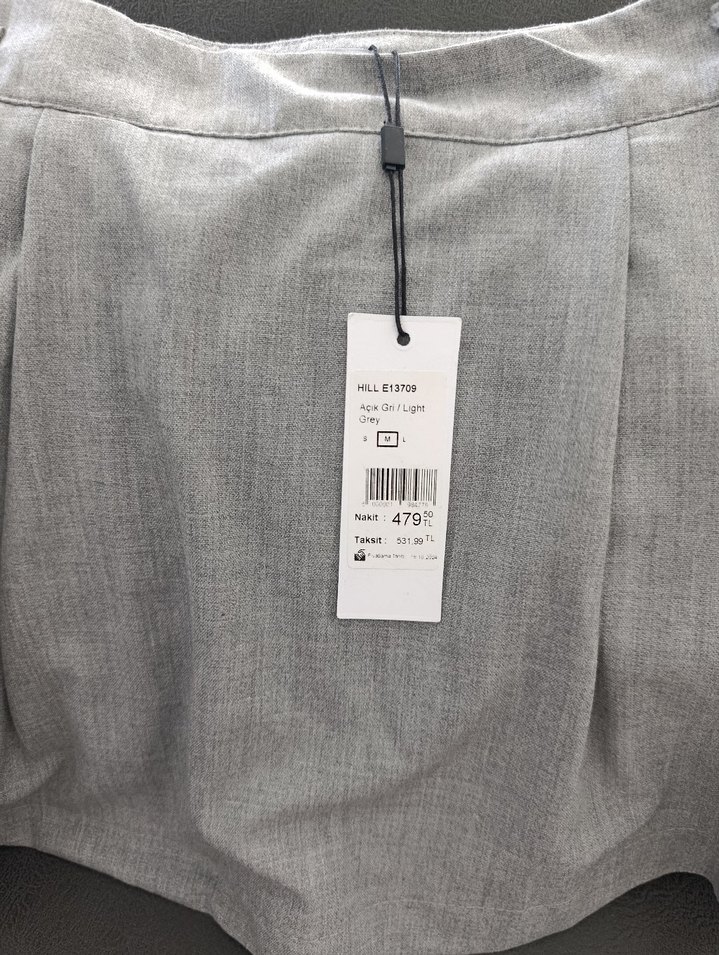 HILL E13709
Açık Gri / Light
Grey
S M L
Nakit : 479 50 TL
Taksit : 531,99 TL